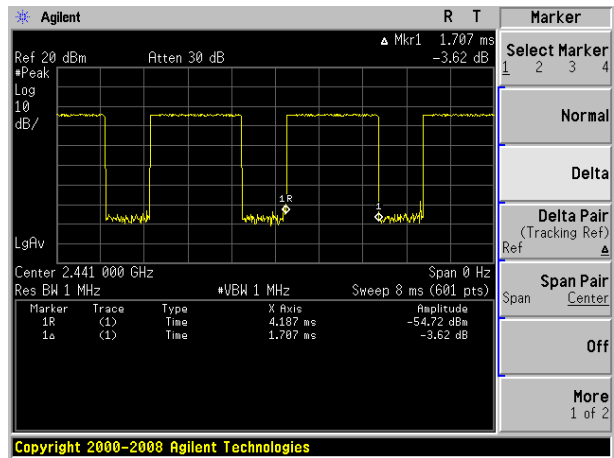 Agilent R T
Marker
Δ Mkr1 1.707 ms
Ref 20 dBm Atten 30 dB -3.62 dB
#Peak
Log
10
dB/
1R
1
LgAv
Center 2.441 000 GHz Span 0 Hz
Res BW 1 MHz #VBW 1 MHz Sweep 8 ms (601 pts)
Marker Trace Type X Axis Amplitude
1R (1) Time 4.187 ms -54.72 dBm
1Δ (1) Time 1.707 ms -3.62 dB
Select Marker
1 2 3 4
Normal
Delta
Delta Pair
(Tracking Ref)
Ref Δ
Span Pair
Span Center
Off
More
1 of 2
Copyright 2000-2008 Agilent Technologies